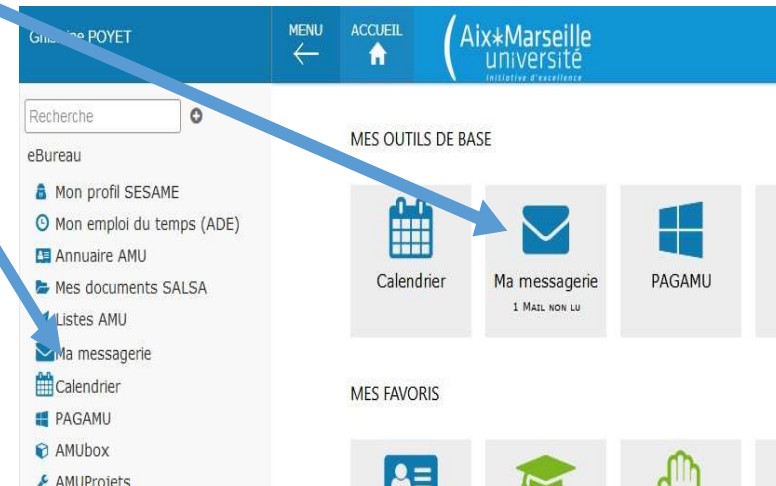 POYET
MENU
ACCUEIL
Aix*Marseille
université
Initiative d'excellence
Recherche
eBureau
Mon profil SESAME
Mon emploi du temps (ADE)
Annuaire AMU
Mes documents SALSA
Listes AMU
Ma messagerie
Calendrier
PAGAMU
AMUbox
AMUProjets
MES OUTILS DE BASE
Calendrier
Ma messagerie
1 MAIL NON LU
PAGAMU
MES FAVORIS